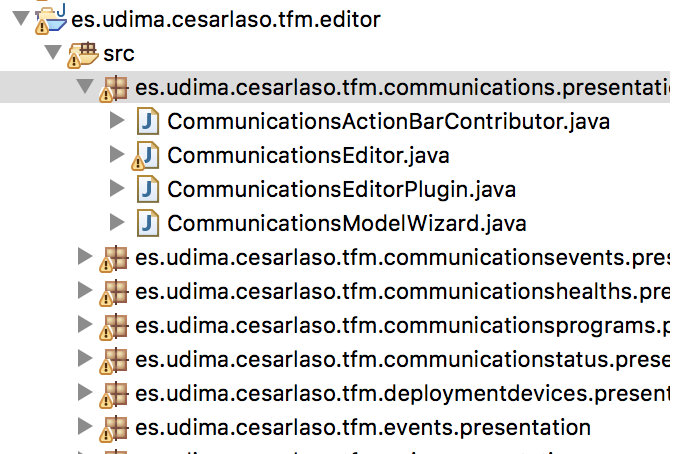 es.udima.cesarlaso.tfm.editor
src
es.udima.cesarlaso.tfm.communications.presentati
CommunicationsActionBarContributor.java
CommunicationsEditor.java
CommunicationsEditorPlugin.java
CommunicationsModelWizard.java
es.udima.cesarlaso.tfm.communicationsevents.pres
es.udima.cesarlaso.tfm.communicationshealths.pre
es.udima.cesarlaso.tfm.communicationsprograms.p
es.udima.cesarlaso.tfm.communicationstatus.prese
es.udima.cesarlaso.tfm.deploymentdevices.present
es.udima.cesarlaso.tfm.events.presentation